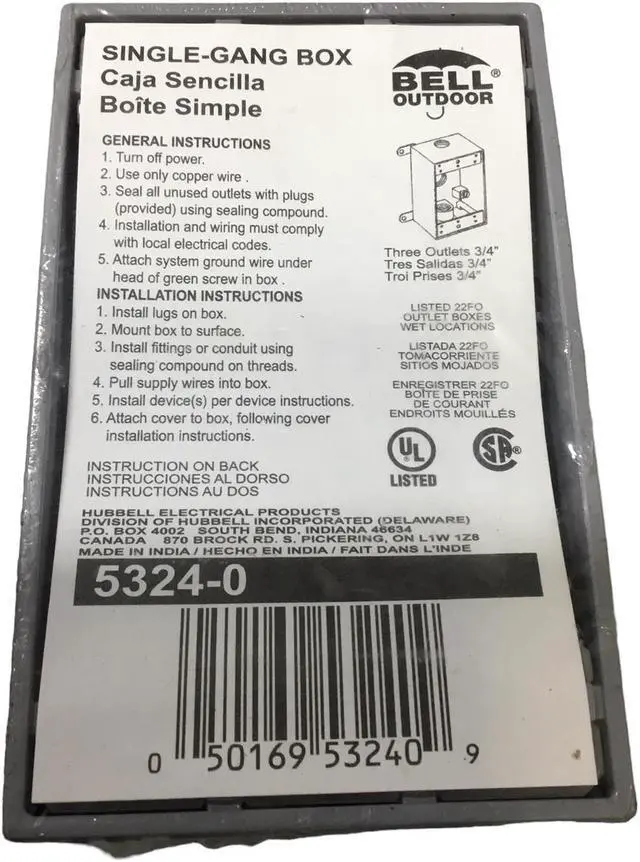 SINGLE-GANG BOX
Caja Sencilla
Boîte Simple
BELL®
OUTDOOR
GENERAL INSTRUCTIONS
1. Turn off power.
2. Use only copper wire .
3. Seal all unused outlets with plugs
(provided) using sealing compound.
4. Installation and wiring must comply
with local electrical codes.
5. Attach system ground wire under
head of green screw in box .
INSTALLATION INSTRUCTIONS
1. Install lugs on box.
2. Mount box to surface.
3. Install fittings or conduit using
sealing compound on threads.
4. Pull supply wires into box.
5. Install device(s) per device instructions.
6. Attach cover to box, following cover
installation instructions.
Three Outlets 3/4"
Tres Salidas 3/4"
Troi Prises 3/4"
LISTED 22FO
OUTLET BOXES
WET LOCATIONS
LISTADA 22FO
TOMACORRIENTE
SITIOS MOJADOS
ENREGISTRER 22FO
BOÎTE DE PRISE
DE COURANT
ENDROITS MOUILLÉS
UL®
LISTED
SA®
INSTRUCTION ON BACK
INSTRUCCIONES AL DORSO
INSTRUCTIONS AU DOS
HUBBELL ELECTRICAL PRODUCTS
DIVISION OF HUBBELL INCORPORATED (DELAWARE)
P.O. BOX 4002 SOUTH BEND, INDIANA 46634
CANADA 870 BROCK RD. S. PICKERING, ON L1W 1Z8
MADE IN INDIA / HECHO EN INDIA / FAIT DANS L'INDE
5324-0
0 50169 53240 9